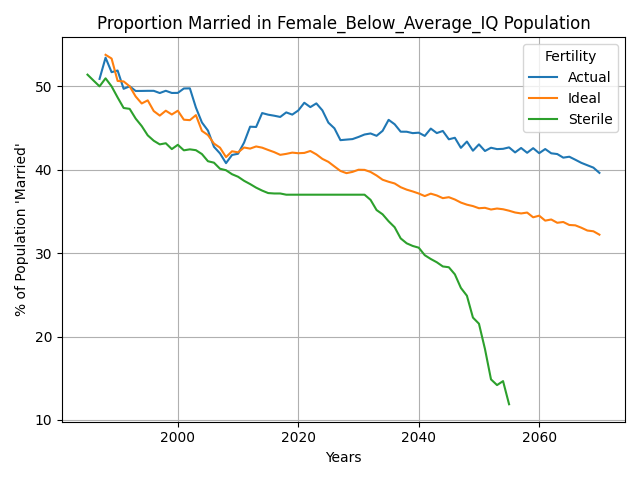 Proportion Married in Female_Below_Average_IQ Population
Fertility
Actual
Ideal
Sterile
% of Population 'Married'
50
40
30
20
10
2000
2020
2040
2060
Years